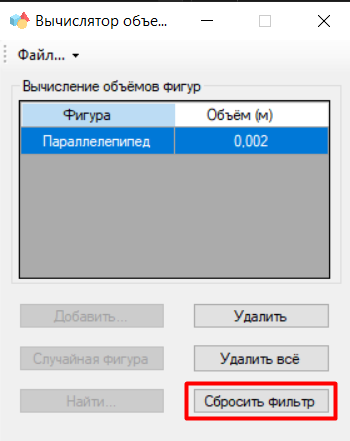 Вычислятор объе...
Файл...
Вычисление объёмов фигур
Фигура Объём (м)
Параллелепипед 0,002
Добавить... Удалить
Случайная фигура Удалить всё
Найти... Сбросить фильтр